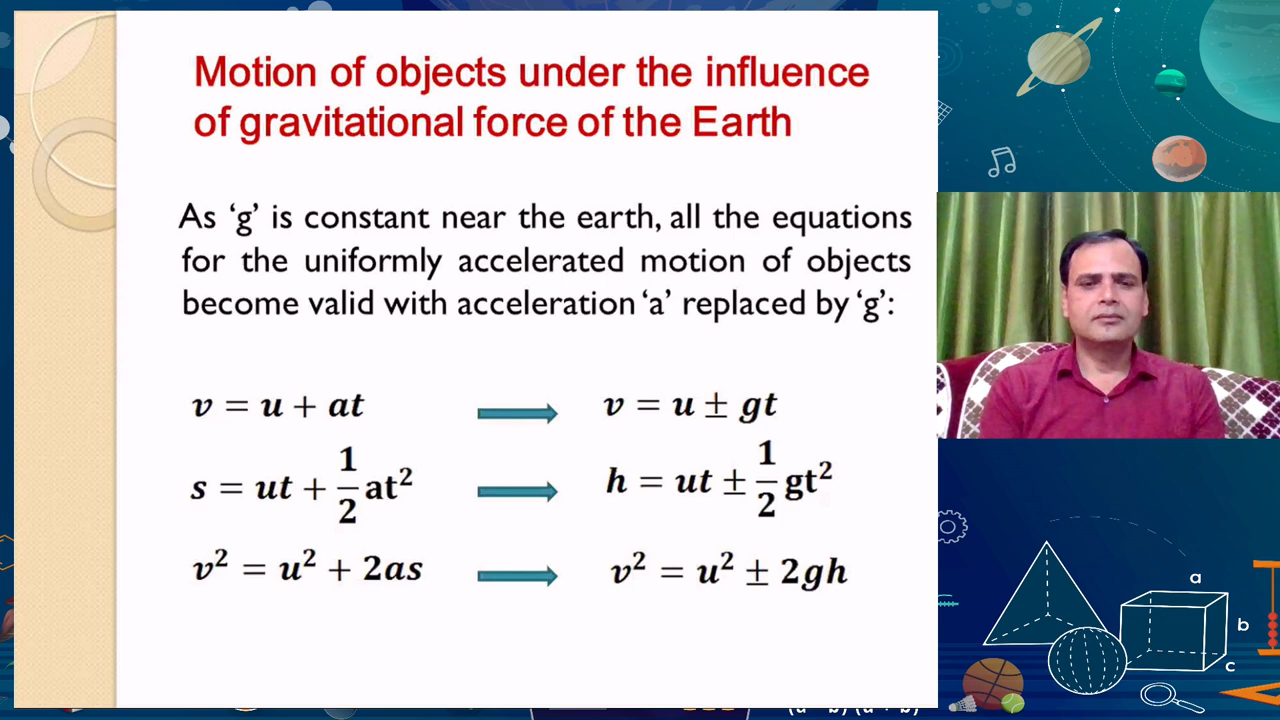 Motion of objects under the influence
of gravitational force of the Earth
As ‘g’ is constant near the earth, all the equations
for the uniformly accelerated motion of objects
become valid with acceleration ‘a’ replaced by ‘g’:
v = u + at
v = u ± gt
s = ut + 1/2 at²
h = ut ± 1/2 gt²
v² = u² + 2as
v² = u² ± 2gh
a
b
c